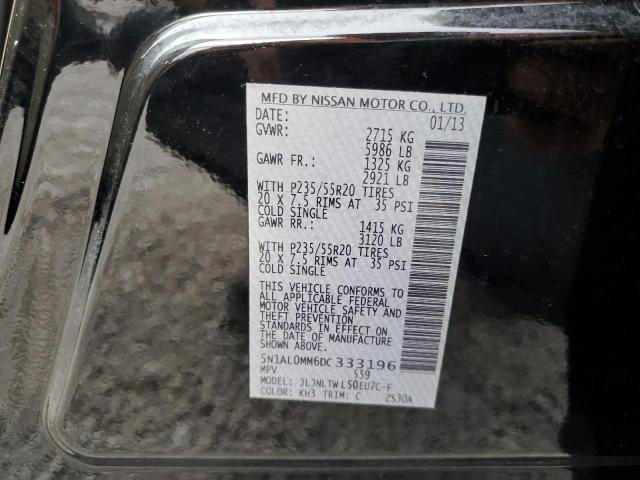 MFD BY NISSAN MOTOR CO., LTD.
DATE: 01/13
GVWR: 2715 KG
5986 LB
GAWR FR.: 1325 KG
2921 LB
WITH P235/55R20 TIRES
20 X 7.5 RIMS AT 35 PSI
COLD SINGLE
GAWR RR.: 1415 KG
3120 LB
WITH P235/55R20 TIRES
20 X 7.5 RIMS AT 35 PSI
COLD SINGLE
THIS VEHICLE CONFORMS TO
ALL APPLICABLE FEDERAL
MOTOR VEHICLE SAFETY AND
THEFT PREVENTION
STANDARDS IN EFFECT ON
THE DATE OF MANUFACTURE
SHOWN ABOVE.
5N1AL0MM6DC333196
MPV S59
MODEL: JLJNLTWL50EU7C-F
COLOR: KH3 TRIM: C 2S30A